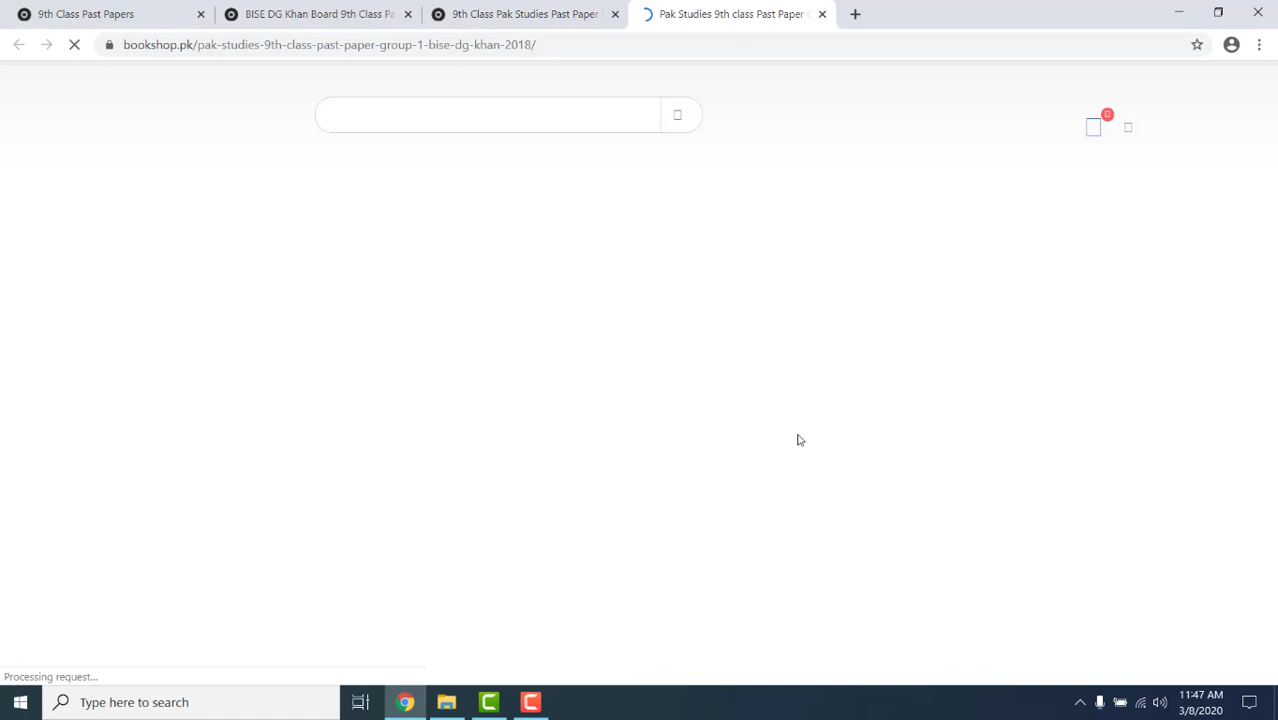 9th Class Past Papers
BISE DG Khan Board 9th Class Pa
9th Class Pak Studies Past Paper
Pak Studies 9th class Past Paper
bookshop.pk/pak-studies-9th-class-past-paper-group-1-bise-dg-khan-2018/
Processing request...
Type here to search
11:47 AM
3/8/2020